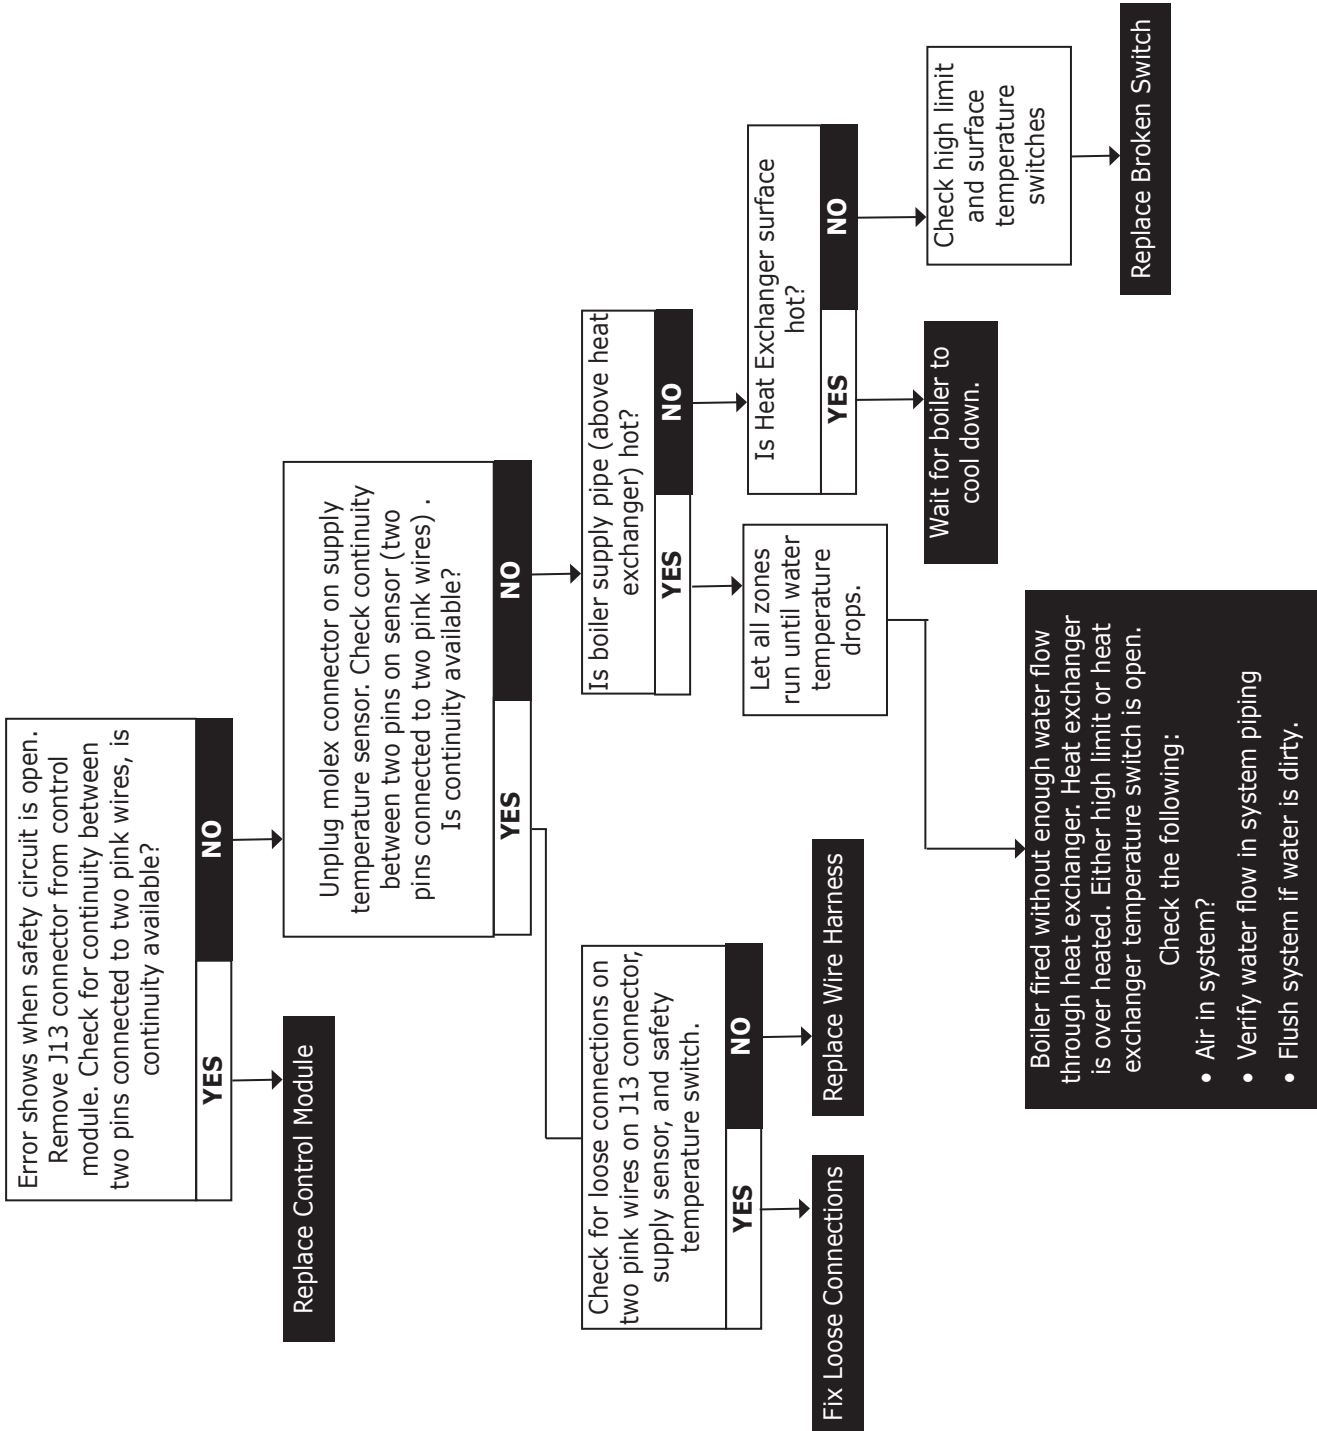 Error shows when safety circuit is open.
Remove J13 connector from control
module. Check for continuity between
two pins connected to two pink wires, is
continuity available?
YES
NO
Replace Control Module
Unplug molex connector on supply
temperature sensor. Check continuity
between two pins on sensor (two
pins connected to two pink wires) .
Is continuity available?
YES
NO
Check for loose connections on
two pink wires on J13 connector,
supply sensor, and safety
temperature switch.
YES
NO
Fix Loose Connections
Replace Wire Harness
Is boiler supply pipe (above heat
exchanger) hot?
YES
NO
Let all zones
run until water
temperature
drops.
Boiler fired without enough water flow
through heat exchanger. Heat exchanger
is over heated. Either high limit or heat
exchanger temperature switch is open.
Check the following:
• Air in system?
• Verify water flow in system piping
• Flush system if water is dirty.
Is Heat Exchanger surface
hot?
YES
NO
Wait for boiler to
cool down.
Check high limit
and surface
temperature
switches
Replace Broken Switch